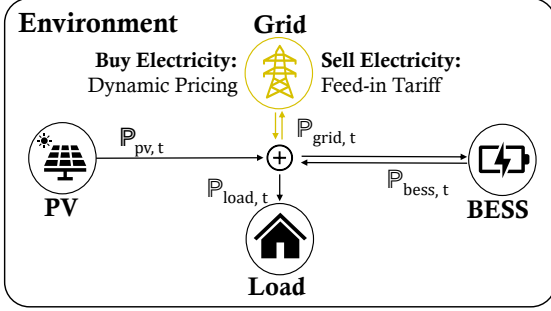 Environment
Grid
Buy Electricity:
Dynamic Pricing
Sell Electricity:
Feed-in Tariff
ℙpv, t
ℙgrid, t
+
ℙload, t
ℙbess, t
PV
BESS
Load